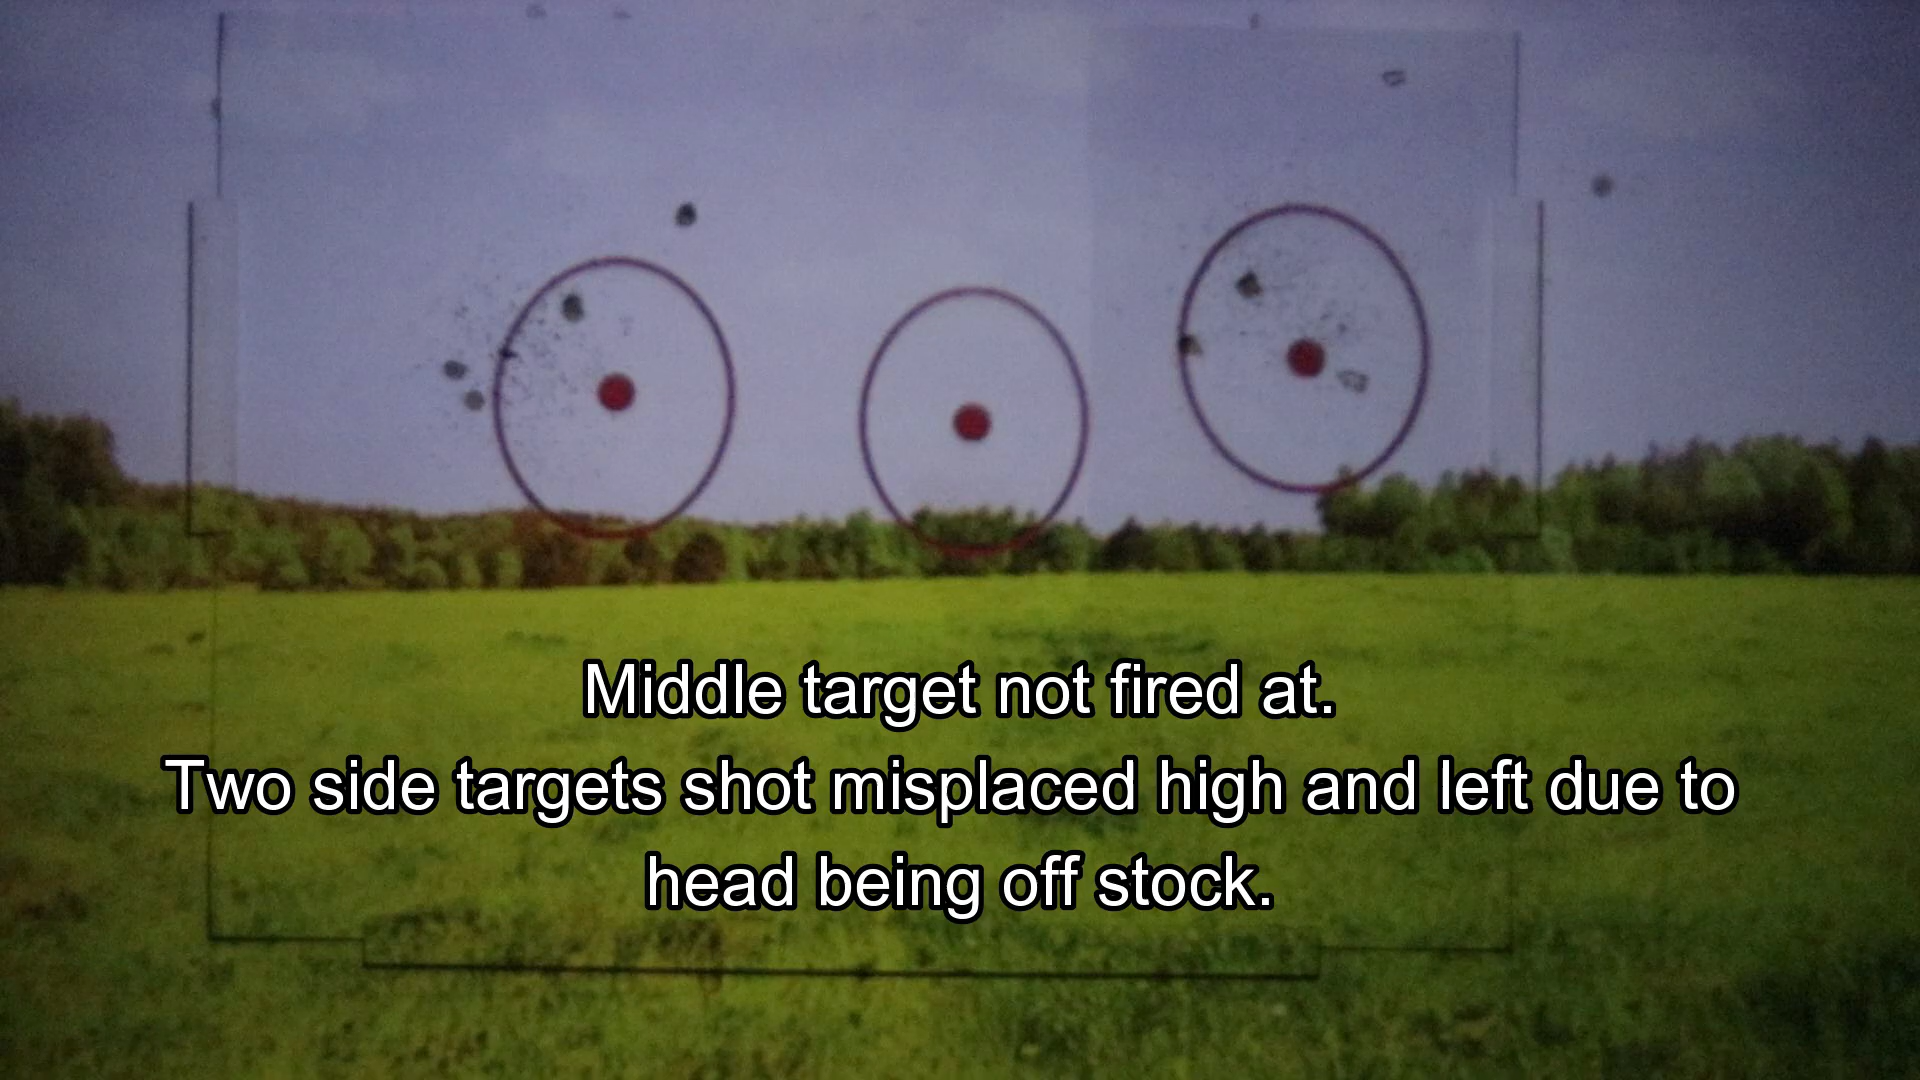 Middle target not fired at.
Two side targets shot misplaced high and left due to
head being off stock.